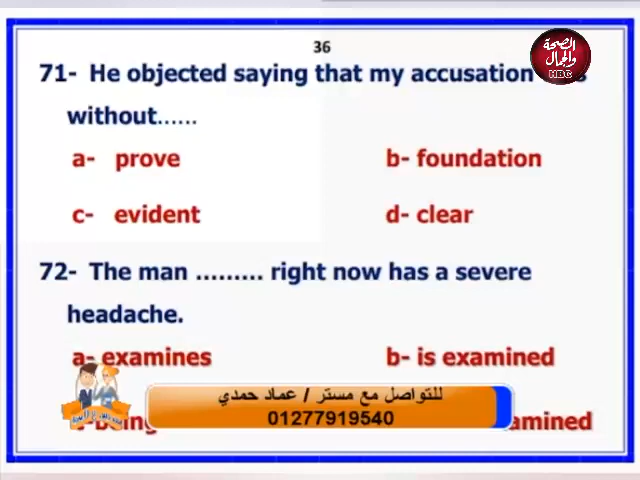 36
الصحة
والجمال
HBG
71- He objected saying that my accusation
without......
a- prove
b- foundation
c- evident
d- clear
72- The man ......... right now has a severe
headache.
a- examines
b- is examined
للتواصل مع مستر / عماد حمدي
01277919540